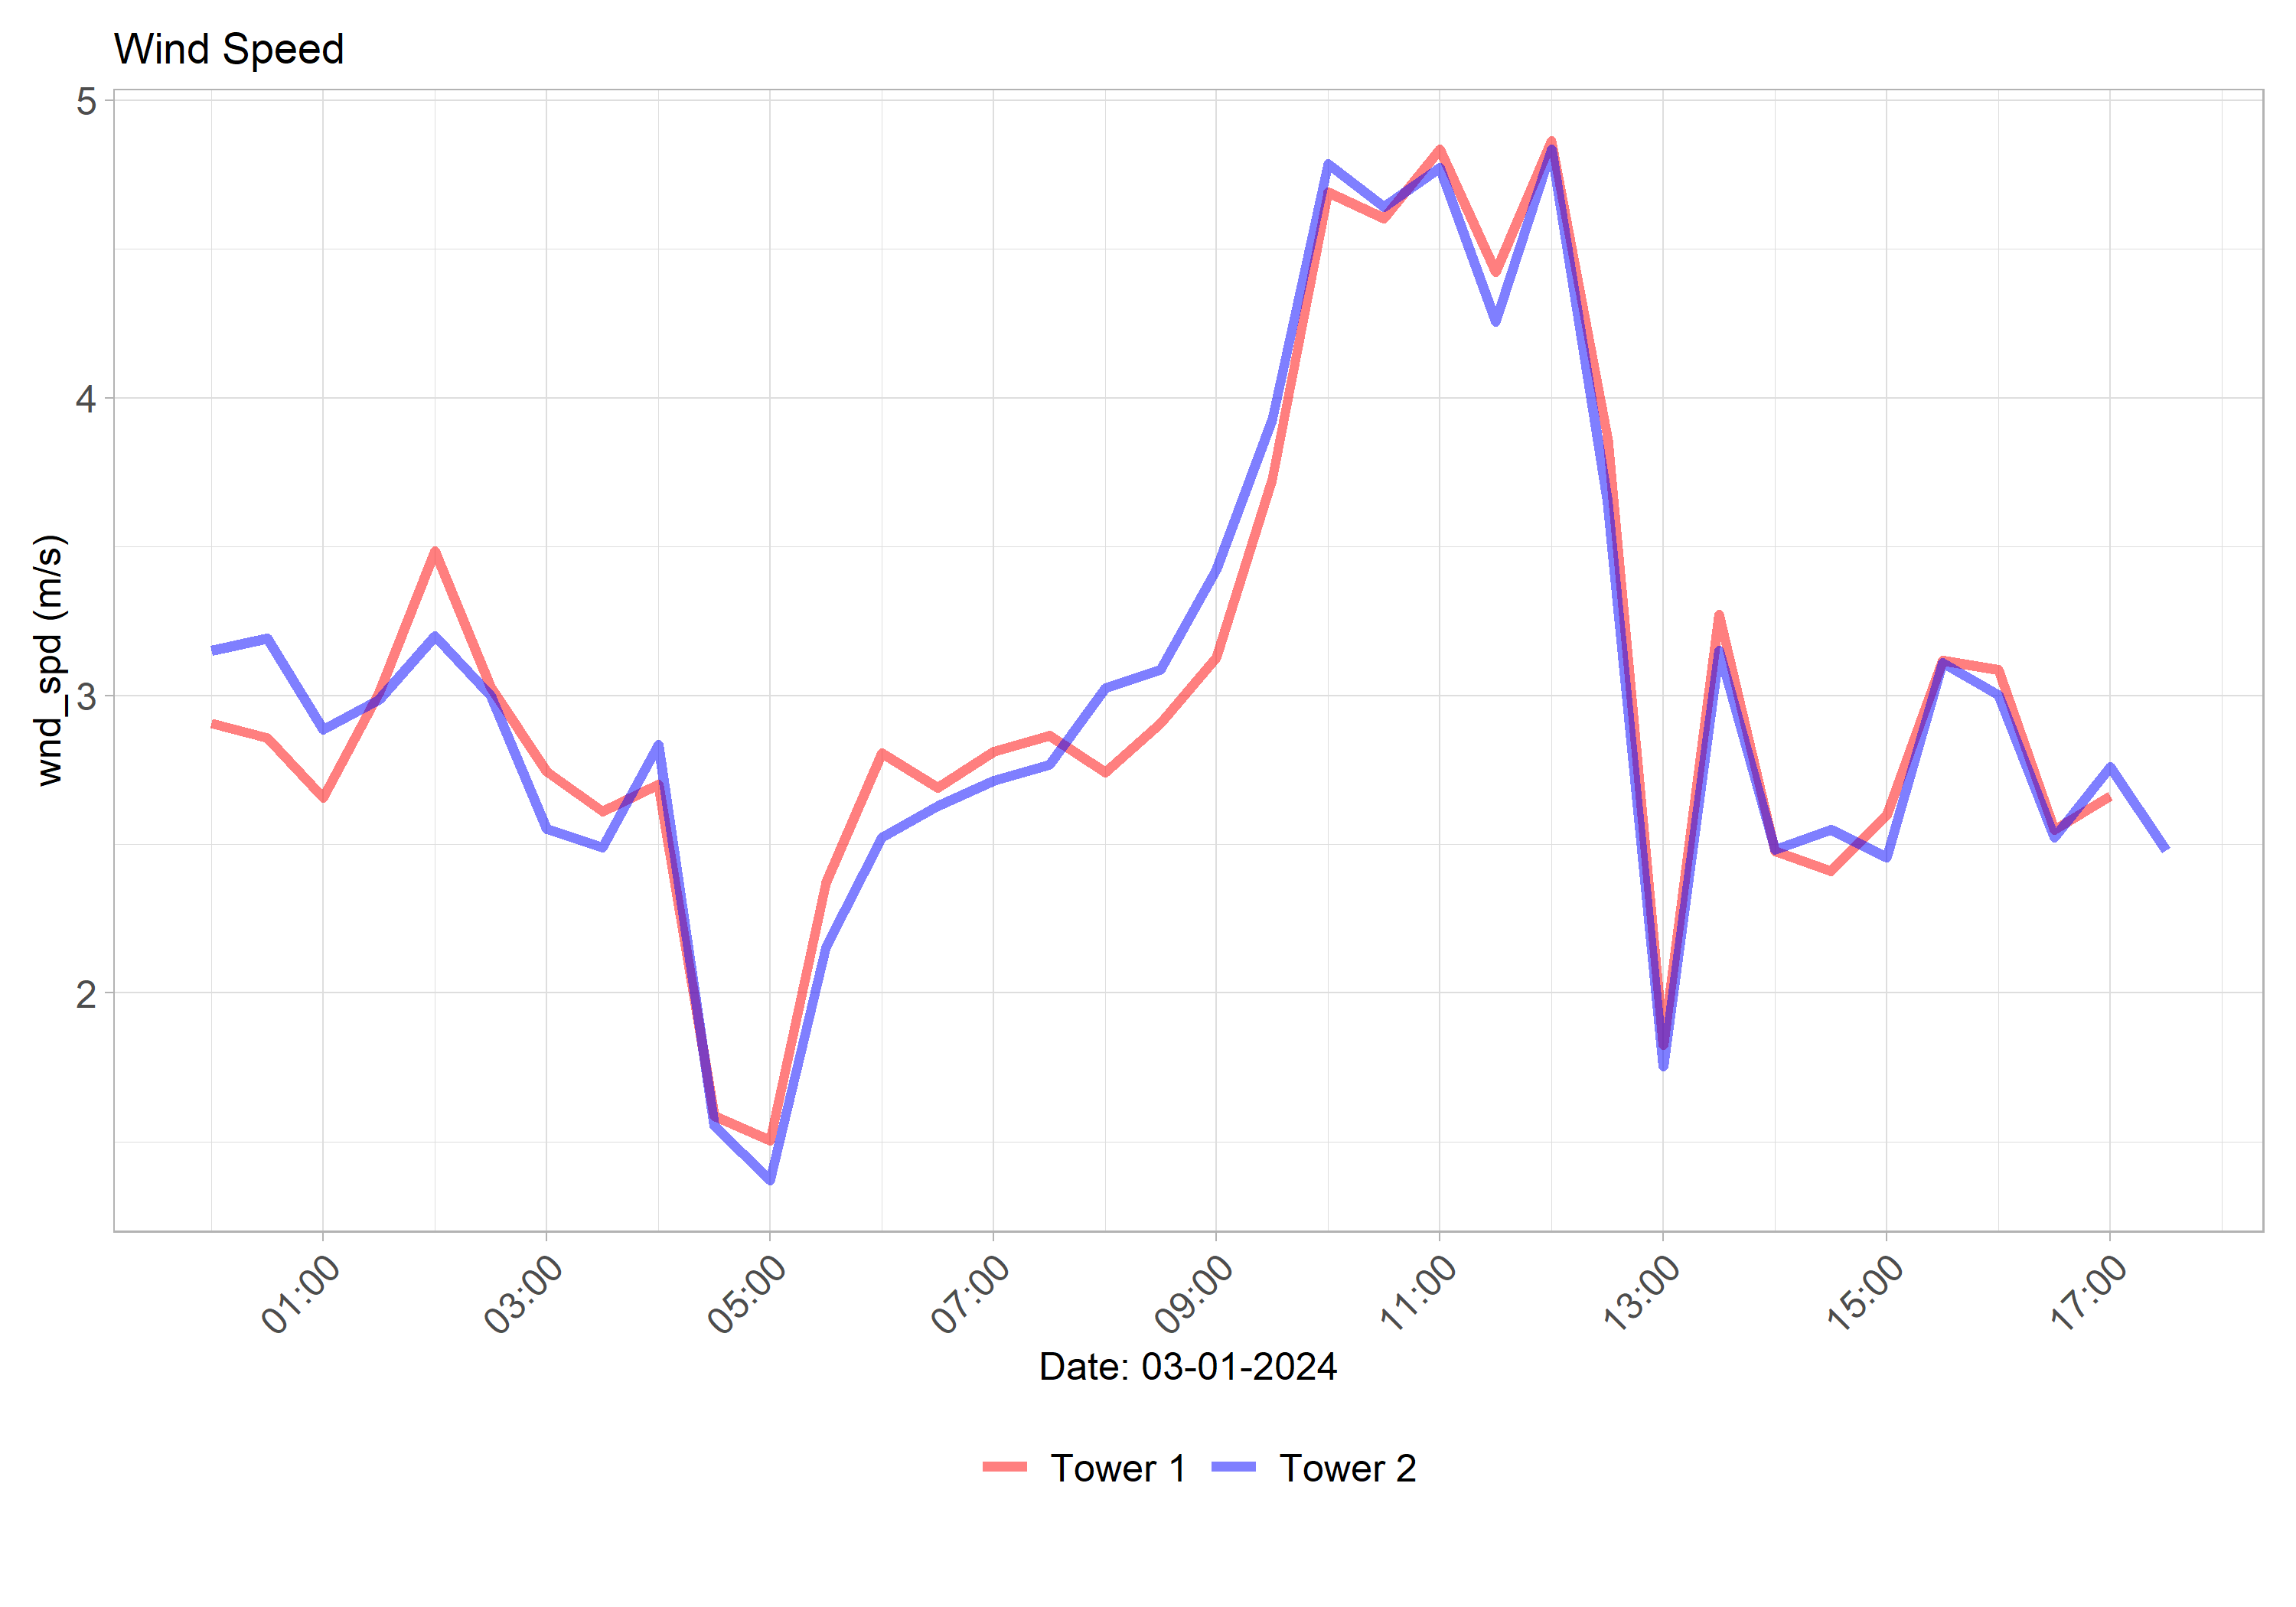 Wind Speed
5
4
3
2
wnd_spd (m/s)
01:00 03:00 05:00 07:00 09:00 11:00 13:00 15:00 17:00
Date: 03-01-2024
Tower 1 Tower 2